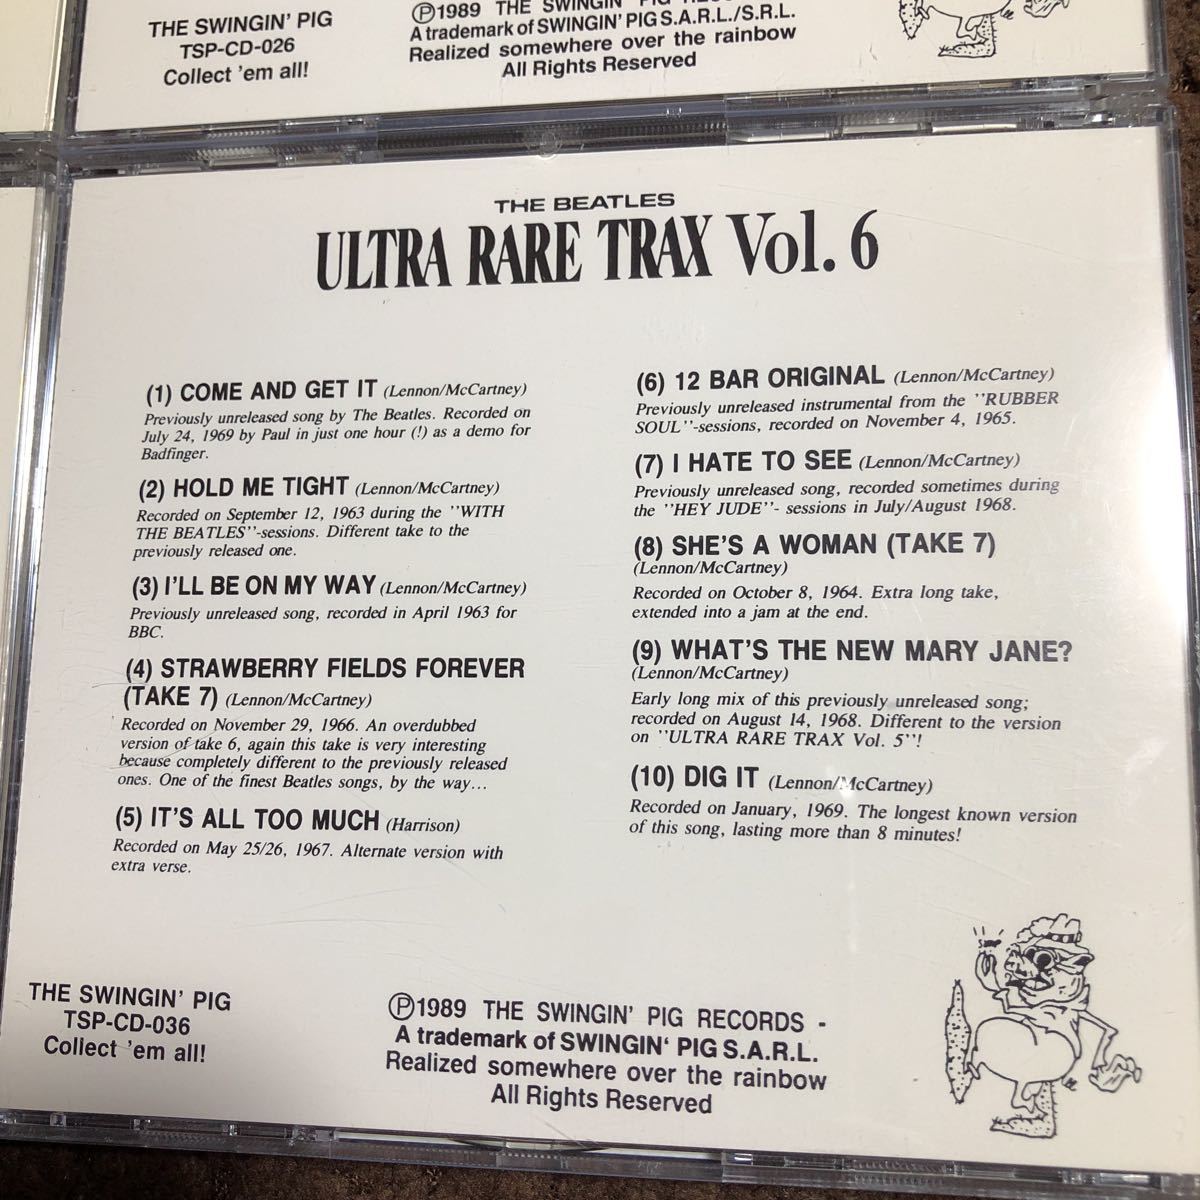 THE SWINGIN' PIG
TSP-CD-026
Collect 'em all!
Ⓟ1989 THE SWINGIN' PIG
A trademark of SWINGIN' PIG S.A.R.L./S.R.L.
Realized somewhere over the rainbow
All Rights Reserved
THE BEATLES
ULTRA RARE TRAX Vol. 6
(1) COME AND GET IT (Lennon/McCartney)
Previously unreleased song by The Beatles. Recorded on
July 24, 1969 by Paul in just one hour (!) as a demo for
Badfinger.
(2) HOLD ME TIGHT (Lennon/McCartney)
Recorded on September 12, 1963 during the "WITH
THE BEATLES"-sessions. Different take to the
previously released one.
(3) I'LL BE ON MY WAY (Lennon/McCartney)
Previously unreleased song, recorded in April 1963 for
BBC.
(4) STRAWBERRY FIELDS FOREVER
(TAKE 7) (Lennon/McCartney)
Recorded on November 29, 1966. An overdubbed
version of take 6, again this take is very interesting
because completely different to the previously released
ones. One of the finest Beatles songs, by the way...
(5) IT'S ALL TOO MUCH (Harrison)
Recorded on May 25/26, 1967. Alternate version with
extra verse.
(6) 12 BAR ORIGINAL (Lennon/McCartney)
Previously unreleased instrumental from the "RUBBER
SOUL"-sessions, recorded on November 4, 1965.
(7) I HATE TO SEE (Lennon/McCartney)
Previously unreleased song, recorded sometimes during
the "HEY JUDE"- sessions in July/August 1968.
(8) SHE'S A WOMAN (TAKE 7)
(Lennon/McCartney)
Recorded on October 8, 1964. Extra long take,
extended into a jam at the end.
(9) WHAT'S THE NEW MARY JANE?
(Lennon/McCartney)
Early long mix of this previously unreleased song;
recorded on August 14, 1968. Different to the version
on "ULTRA RARE TRAX Vol. 5"!
(10) DIG IT (Lennon/McCartney)
Recorded on January, 1969. The longest known version
of this song, lasting more than 8 minutes!
THE SWINGIN' PIG
TSP-CD-036
Collect 'em all!
Ⓟ1989 THE SWINGIN' PIG RECORDS -
A trademark of SWINGIN' PIG S.A.R.L.
Realized somewhere over the rainbow
All Rights Reserved